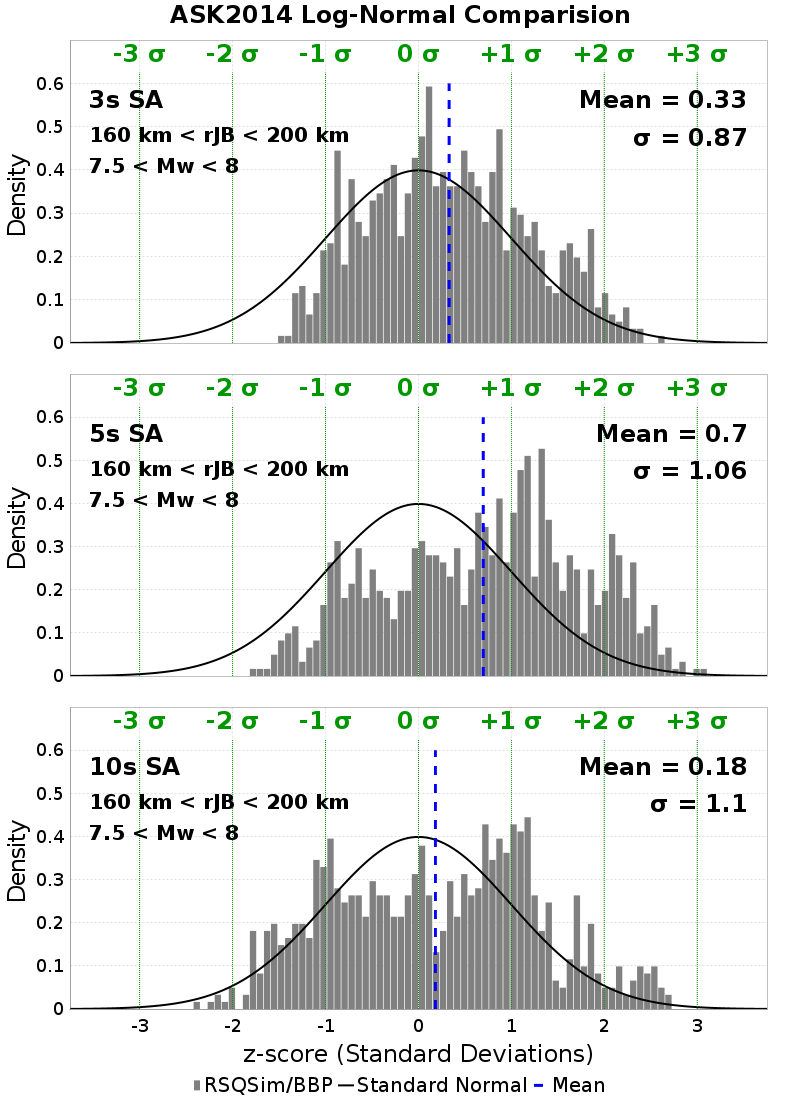 ASK2014 Log-Normal Comparision
-3 σ -2 σ -1 σ 0 σ +1 σ +2 σ +3 σ
3s SA
Mean = 0.33
160 km < rJB < 200 km
σ = 0.87
7.5 < Mw < 8
Density
0.6
0.5
0.4
0.3
0.2
0.1
0
-3 σ -2 σ -1 σ 0 σ +1 σ +2 σ +3 σ
5s SA
Mean = 0.7
160 km < rJB < 200 km
σ = 1.06
7.5 < Mw < 8
Density
0.6
0.5
0.4
0.3
0.2
0.1
0
-3 σ -2 σ -1 σ 0 σ +1 σ +2 σ +3 σ
10s SA
Mean = 0.18
160 km < rJB < 200 km
σ = 1.1
7.5 < Mw < 8
Density
0.6
0.5
0.4
0.3
0.2
0.1
0
-3 -2 -1 0 1 2 3
z-score (Standard Deviations)
RSQSim/BBP Standard Normal Mean